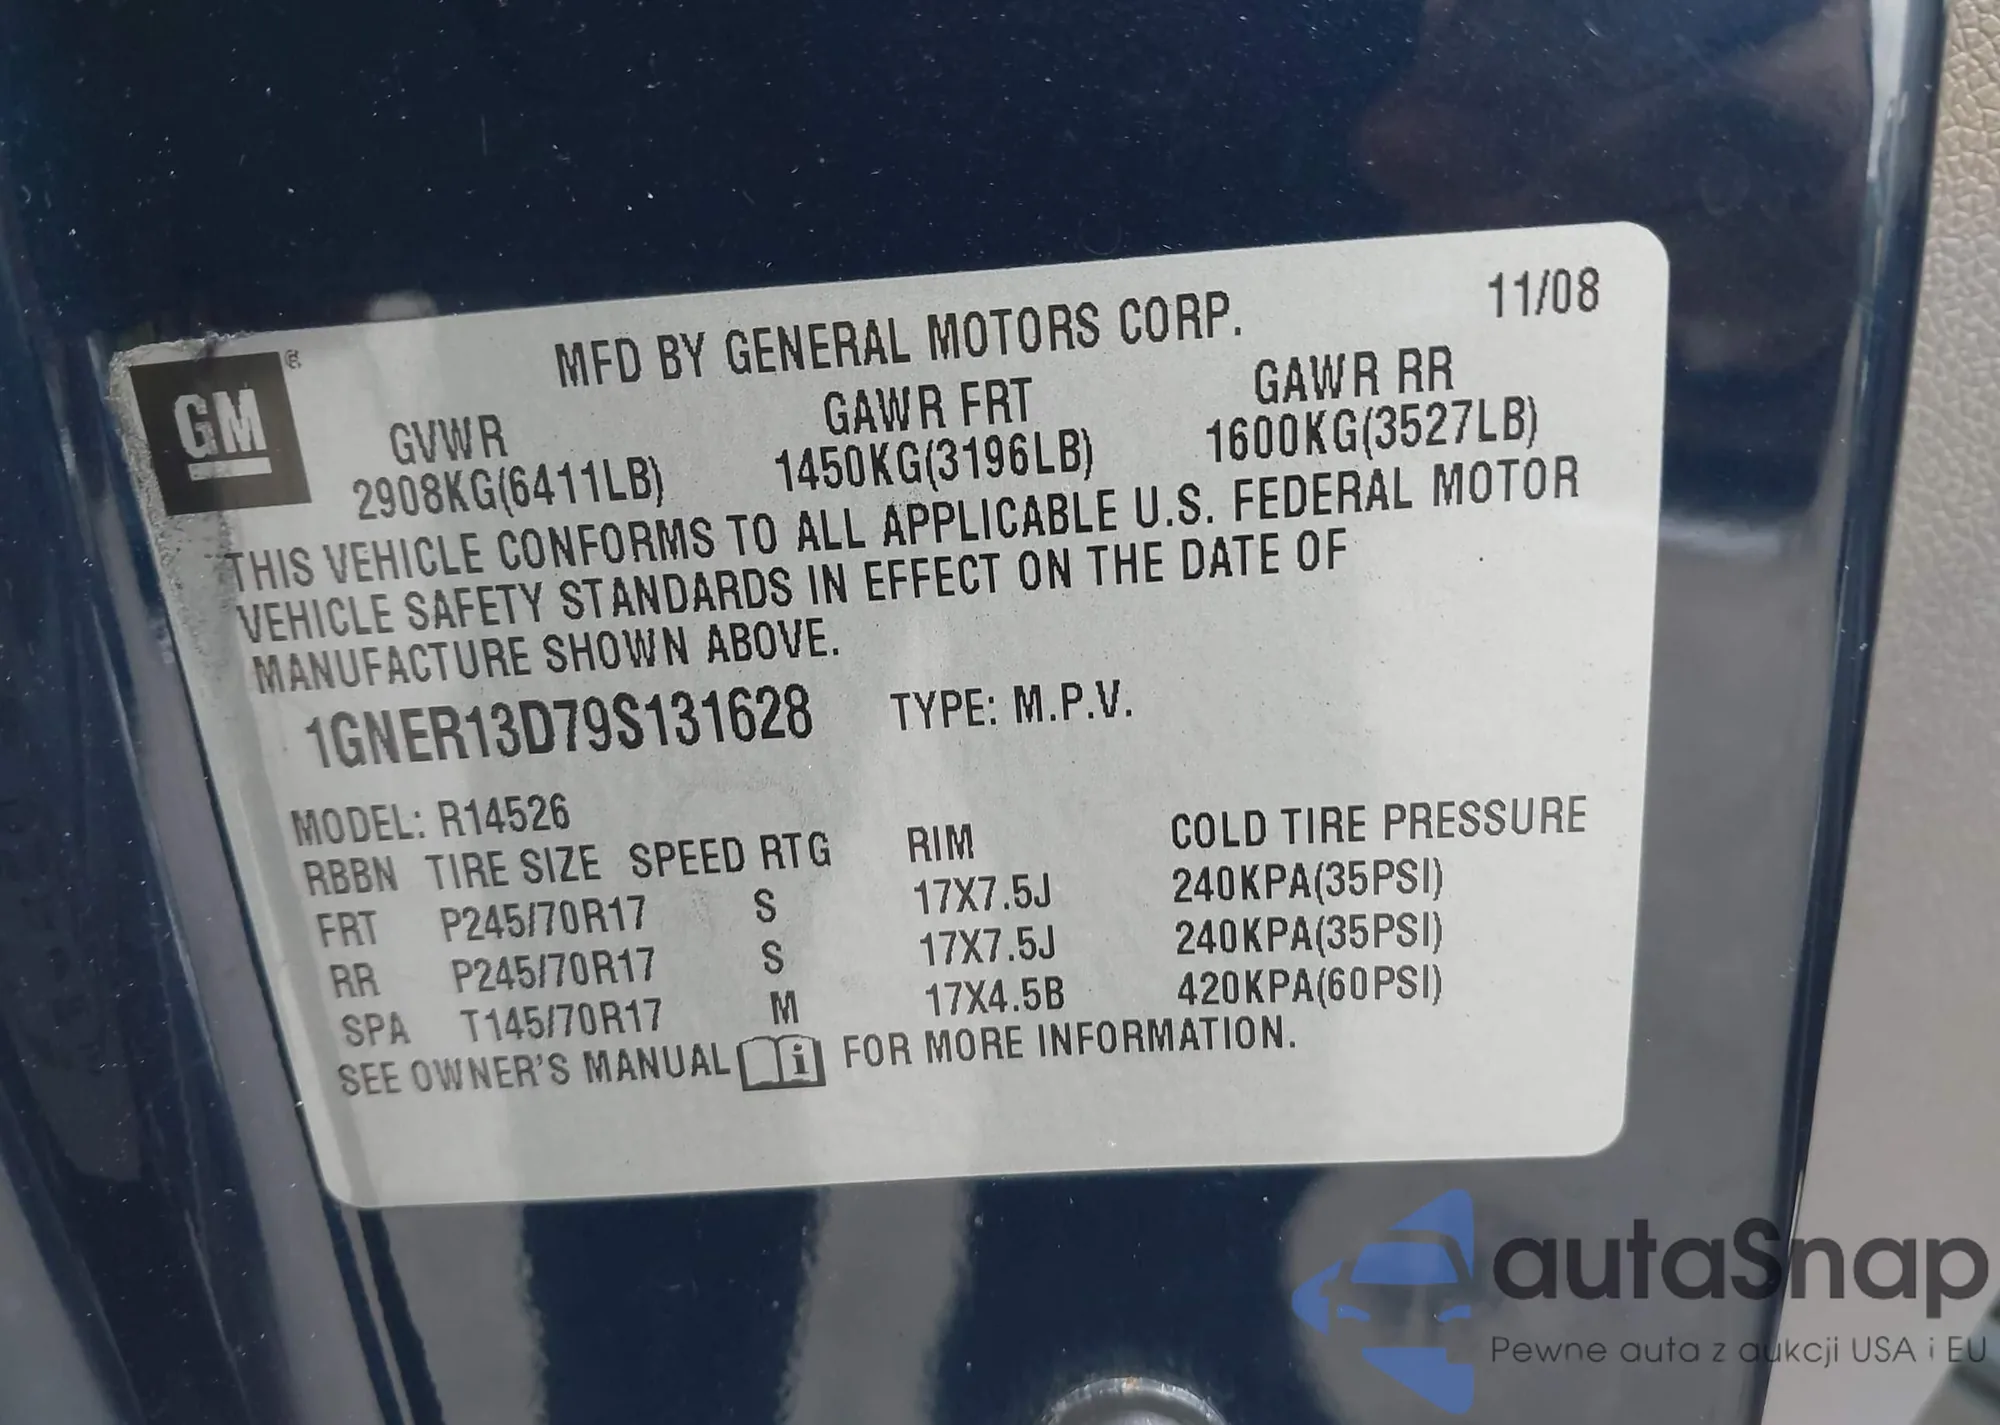 11/08
MFD BY GENERAL MOTORS CORP.
GM ®
GVWR GAWR FRT GAWR RR
2908KG(6411LB) 1450KG(3196LB) 1600KG(3527LB)
THIS VEHICLE CONFORMS TO ALL APPLICABLE U.S. FEDERAL MOTOR
VEHICLE SAFETY STANDARDS IN EFFECT ON THE DATE OF
MANUFACTURE SHOWN ABOVE.
1GNER13D79S131628 TYPE: M.P.V.
MODEL: R14526
RBBN TIRE SIZE SPEED RTG RIM COLD TIRE PRESSURE
FRT P245/70R17 S 17X7.5J 240KPA(35PSI)
RR P245/70R17 S 17X7.5J 240KPA(35PSI)
SPA T145/70R17 M 17X4.5B 420KPA(60PSI)
SEE OWNER'S MANUAL i FOR MORE INFORMATION.
autaSnap
Pewne auta z aukcji USA i EU